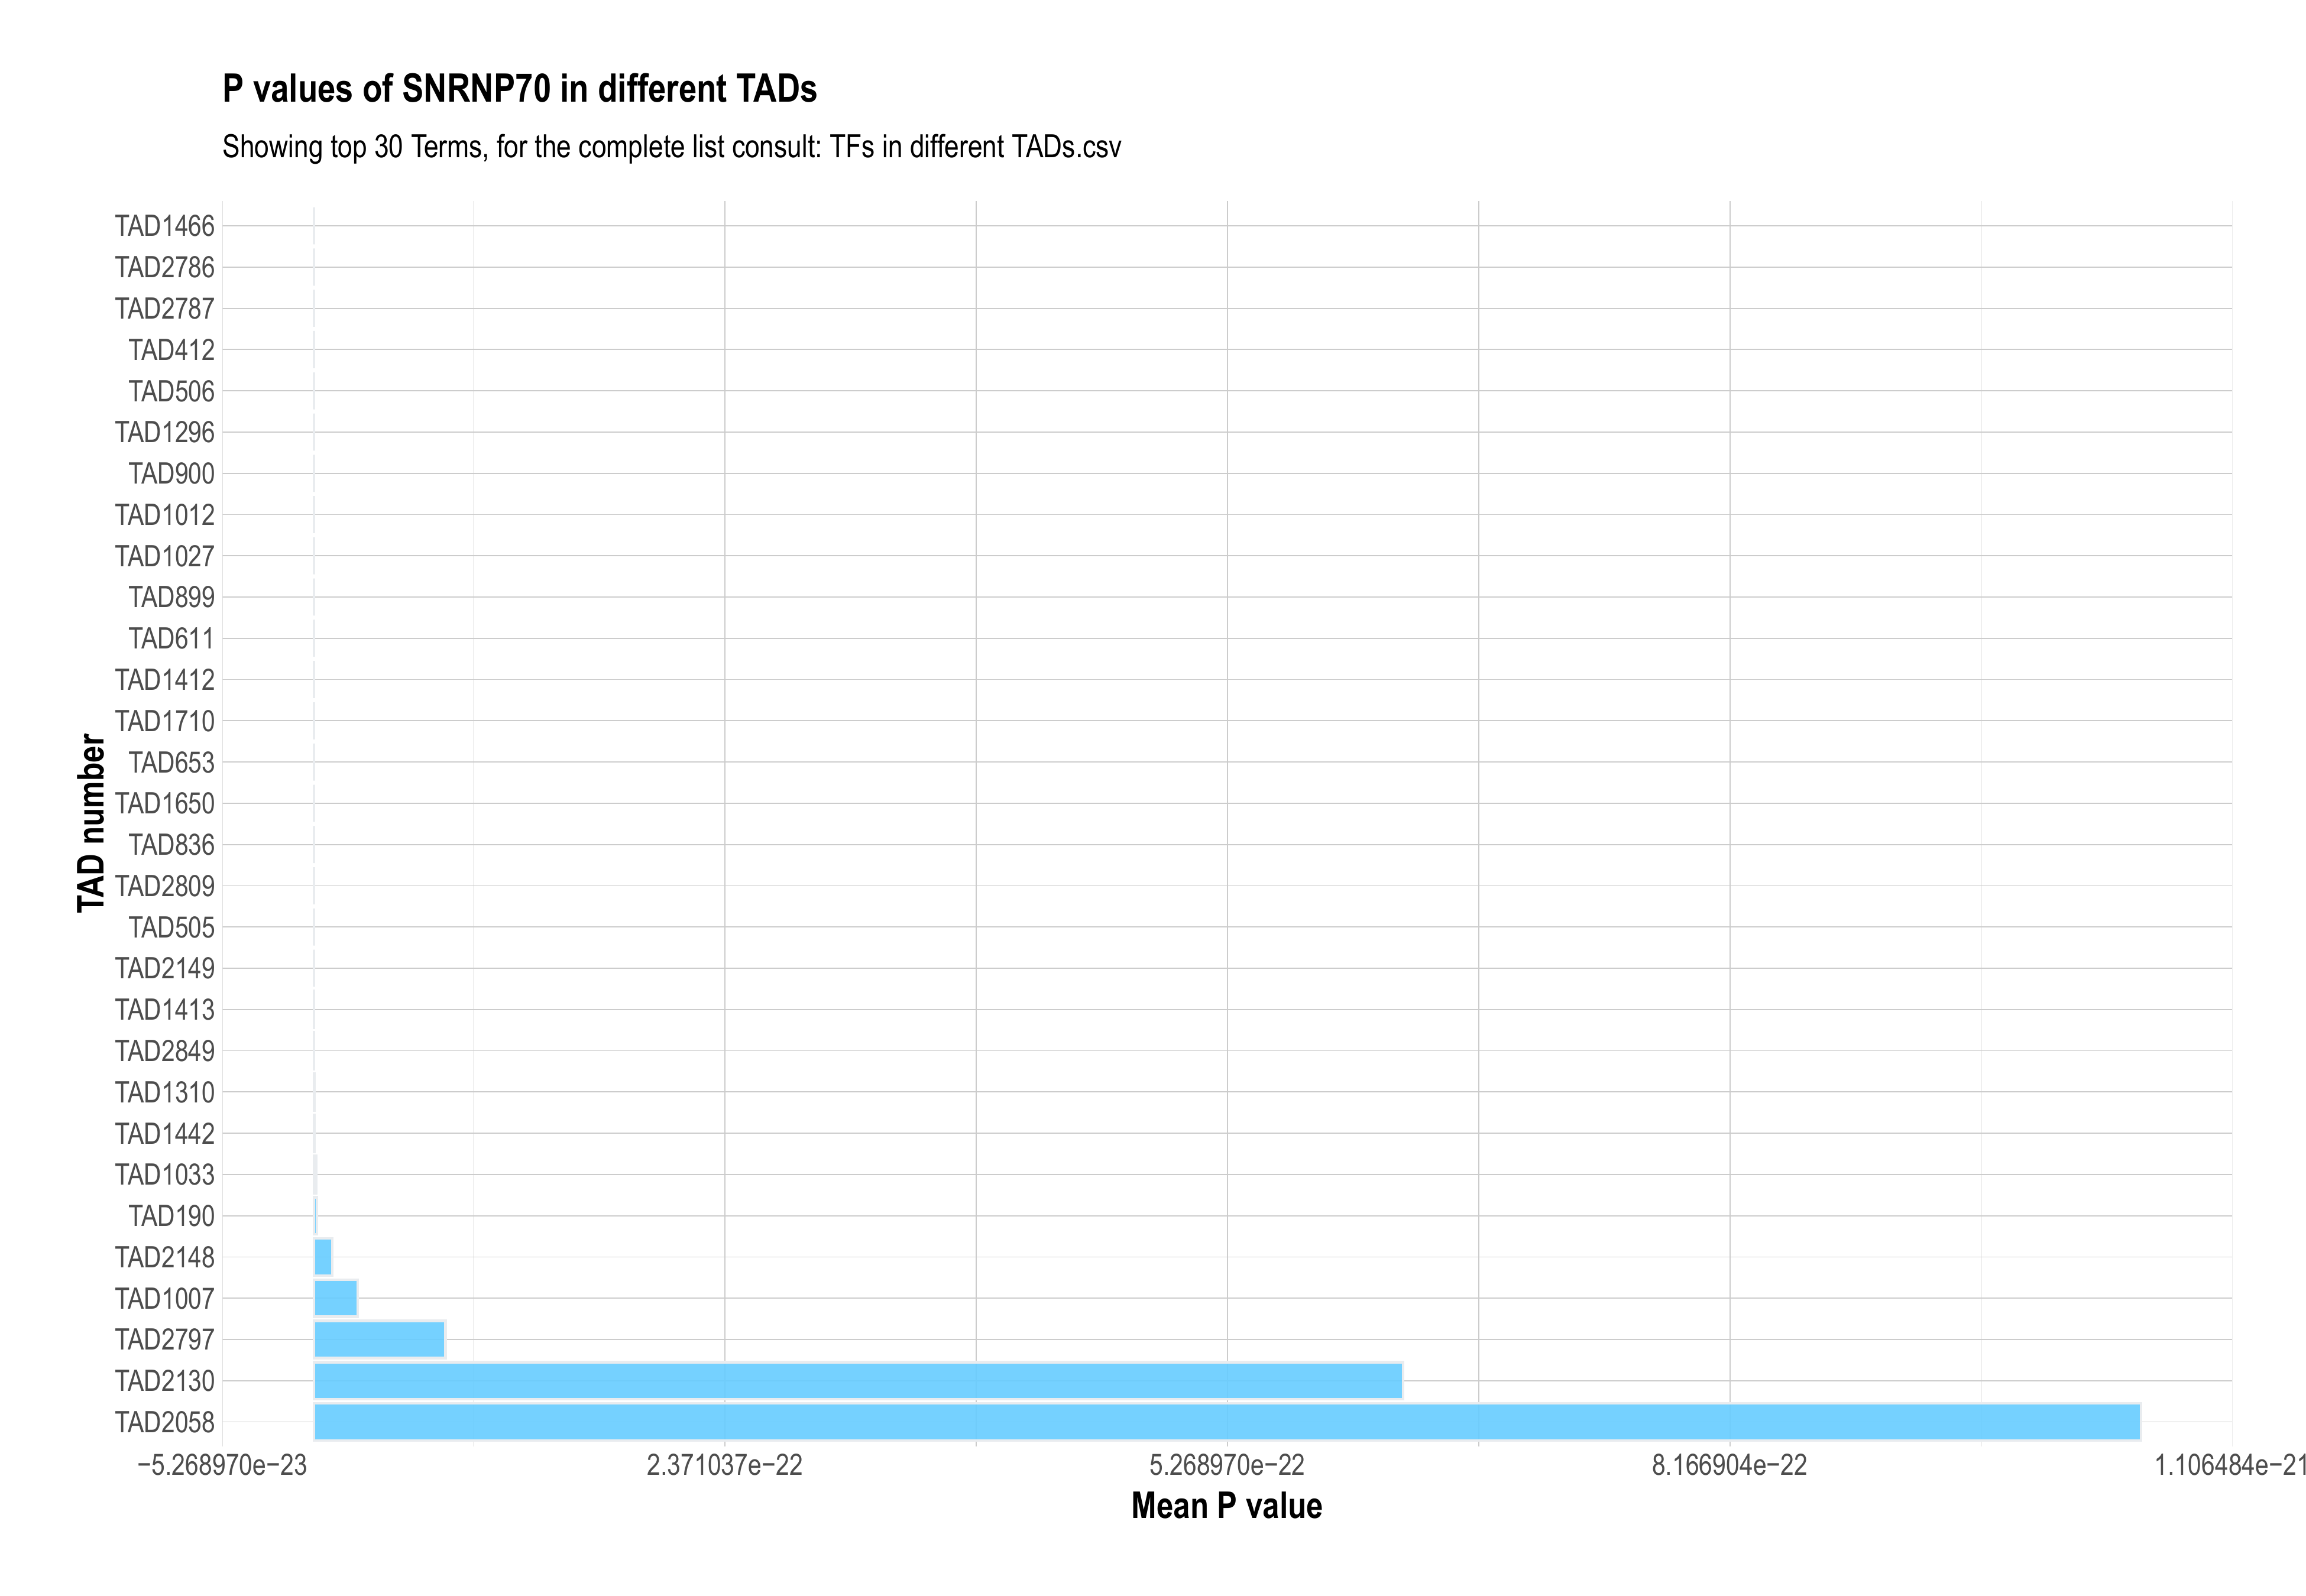 P values of SNRNP70 in different TADs
Showing top 30 Terms, for the complete list consult: TFs in different TADs.csv
TAD number
TAD1466
TAD2786
TAD2787
TAD412
TAD506
TAD1296
TAD900
TAD1012
TAD1027
TAD899
TAD611
TAD1412
TAD1710
TAD653
TAD1650
TAD836
TAD2809
TAD505
TAD2149
TAD1413
TAD2849
TAD1310
TAD1442
TAD1033
TAD190
TAD2148
TAD1007
TAD2797
TAD2130
TAD2058
−5.268970e−23 2.371037e−22 5.268970e−22 8.166904e−22 1.106484e−21
Mean P value